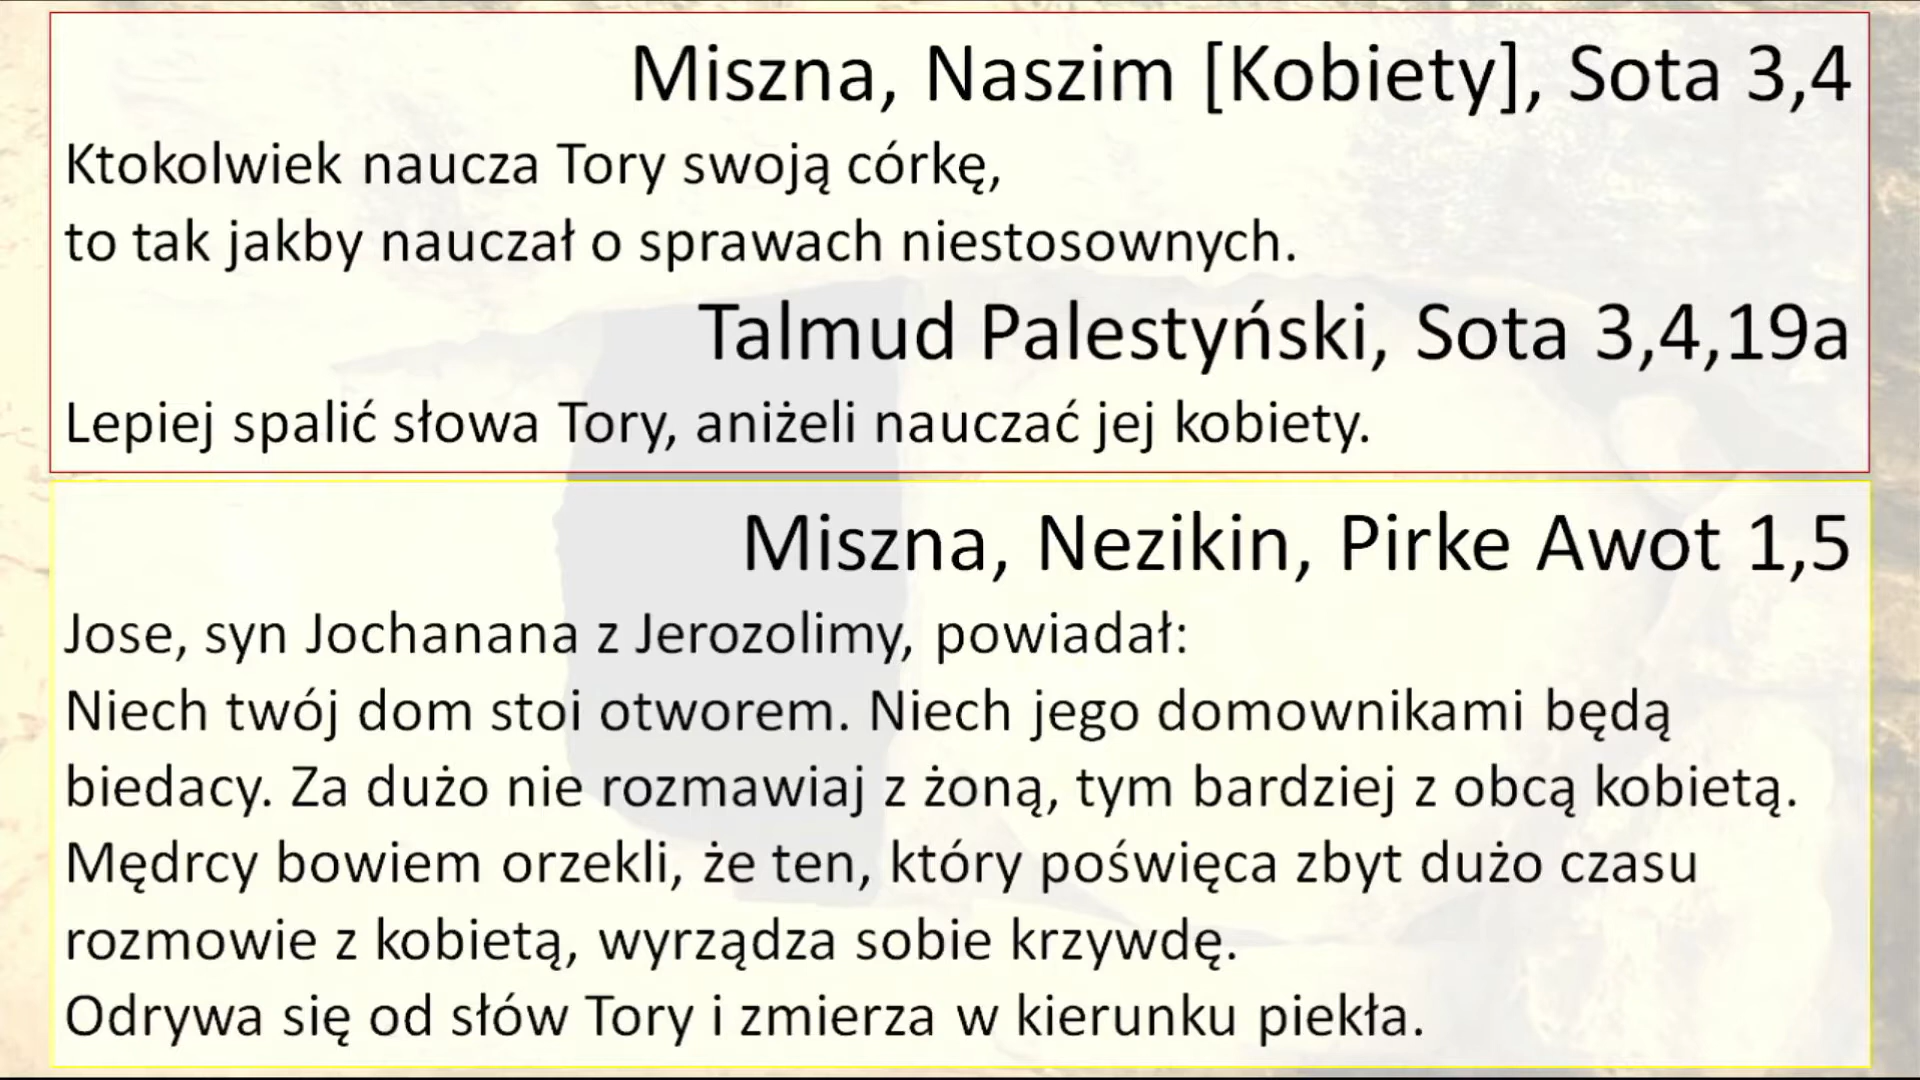 Miszna, Naszim [Kobiety], Sota 3,4
Ktokolwiek naucza Tory swoją córkę,
to tak jakby nauczał o sprawach niestosownych.
Talmud Palestyński, Sota 3,4,19a
Lepiej spalić słowa Tory, aniżeli nauczać jej kobiety.
Miszna, Nezikin, Pirke Awot 1,5
Jose, syn Jochanana z Jerozolimy, powiadał:
Niech twój dom stoi otworem. Niech jego domownikami będą
biedacy. Za dużo nie rozmawiaj z żoną, tym bardziej z obcą kobietą.
Mędrcy bowiem orzekli, że ten, który poświęca zbyt dużo czasu
rozmowie z kobietą, wyrządza sobie krzywdę.
Odrywa się od słów Tory i zmierza w kierunku piekła.